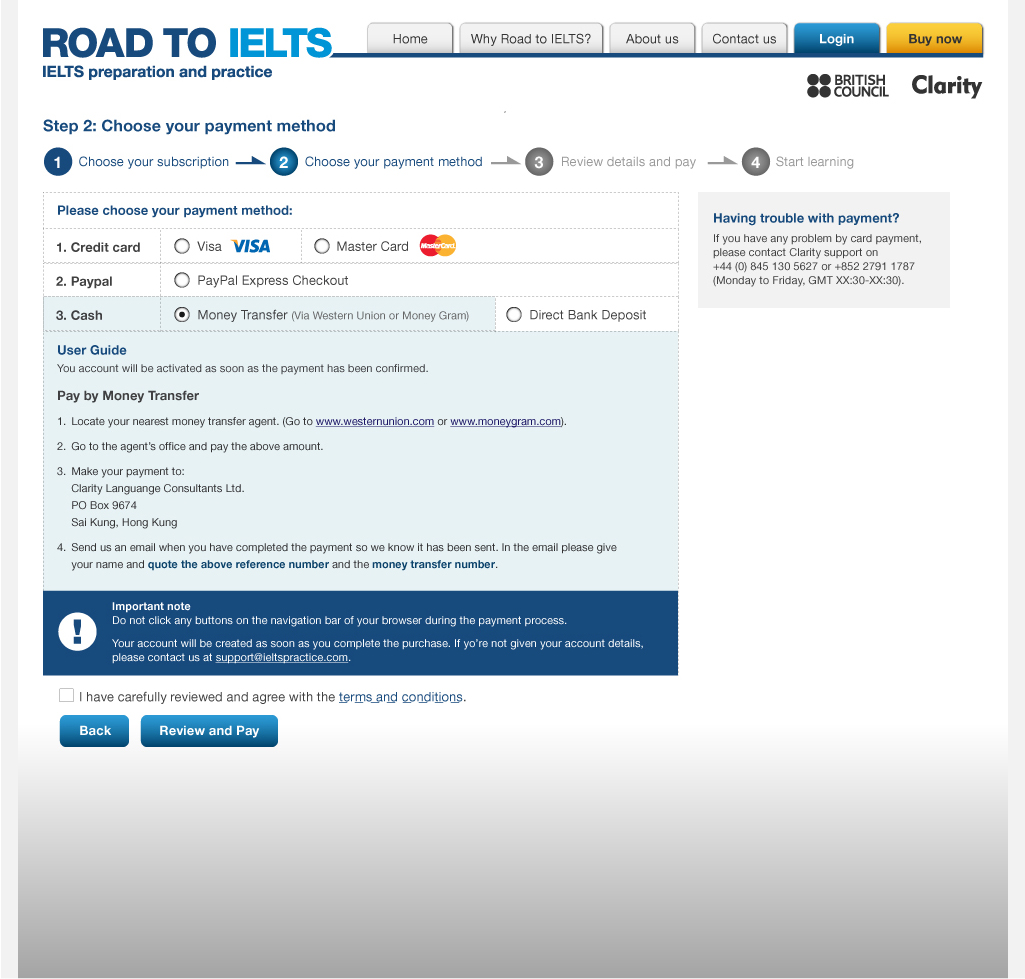 ROAD TO IELTS
IELTS preparation and practice
Home
Why Road to IELTS?
About us
Contact us
Login
Buy now
BRITISH
COUNCIL
Clarity
Step 2: Choose your payment method
1 Choose your subscription
2 Choose your payment method
3 Review details and pay
4 Start learning
Please choose your payment method:
1. Credit card
Visa VISA
Master Card MasterCard
2. Paypal
PayPal Express Checkout
3. Cash
Money Transfer (Via Western Union or Money Gram)
Direct Bank Deposit
User Guide
You account will be activated as soon as the payment has been confirmed.
Pay by Money Transfer
1. Locate your nearest money transfer agent. (Go to www.westernunion.com or www.moneygram.com).
2. Go to the agent's office and pay the above amount.
3. Make your payment to:
Clarity Languange Consultants Ltd.
PO Box 9674
Sai Kung, Hong Kung
4. Send us an email when you have completed the payment so we know it has been sent. In the email please give
your name and quote the above reference number and the money transfer number.
Important note
Do not click any buttons on the navigation bar of your browser during the payment process.
Your account will be created as soon as you complete the purchase. If yo're not given your account details,
please contact us at support@ieltspractice.com.
I have carefully reviewed and agree with the terms and conditions.
Back
Review and Pay
Having trouble with payment?
If you have any problem by card payment,
please contact Clarity support on
+44 (0) 845 130 5627 or +852 2791 1787
(Monday to Friday, GMT XX:30-XX:30).